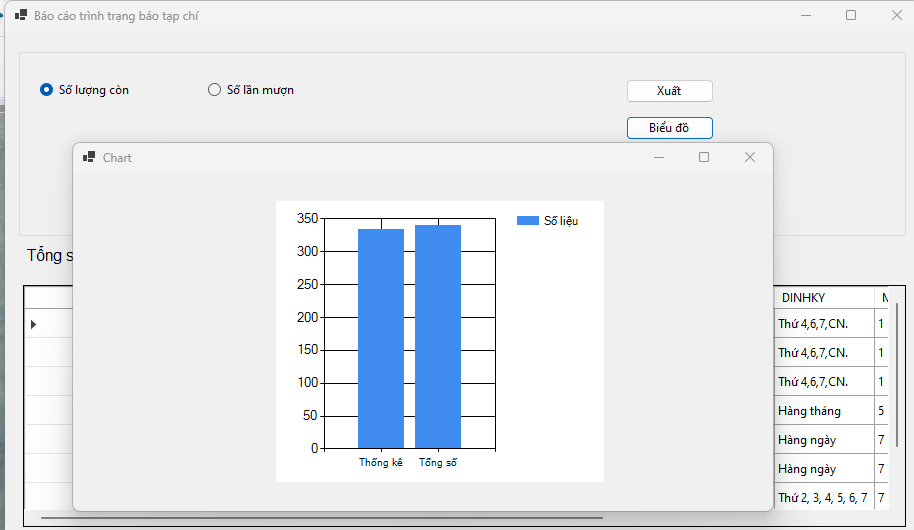 Báo cáo trình trạng báo tạp chí
Số lượng còn
Số lần mượn
Xuất
Biểu đồ
Chart
350
300
250
200
150
100
50
0
Thống kê
Tổng số
Số liệu
Tổng s
DINHKY
Thứ 4,6,7,CN. 1
Thứ 4,6,7,CN. 1
Thứ 4,6,7,CN. 1
Hàng tháng 5
Hàng ngày 7
Hàng ngày 7
Thứ 2, 3, 4, 5, 6, 7 7